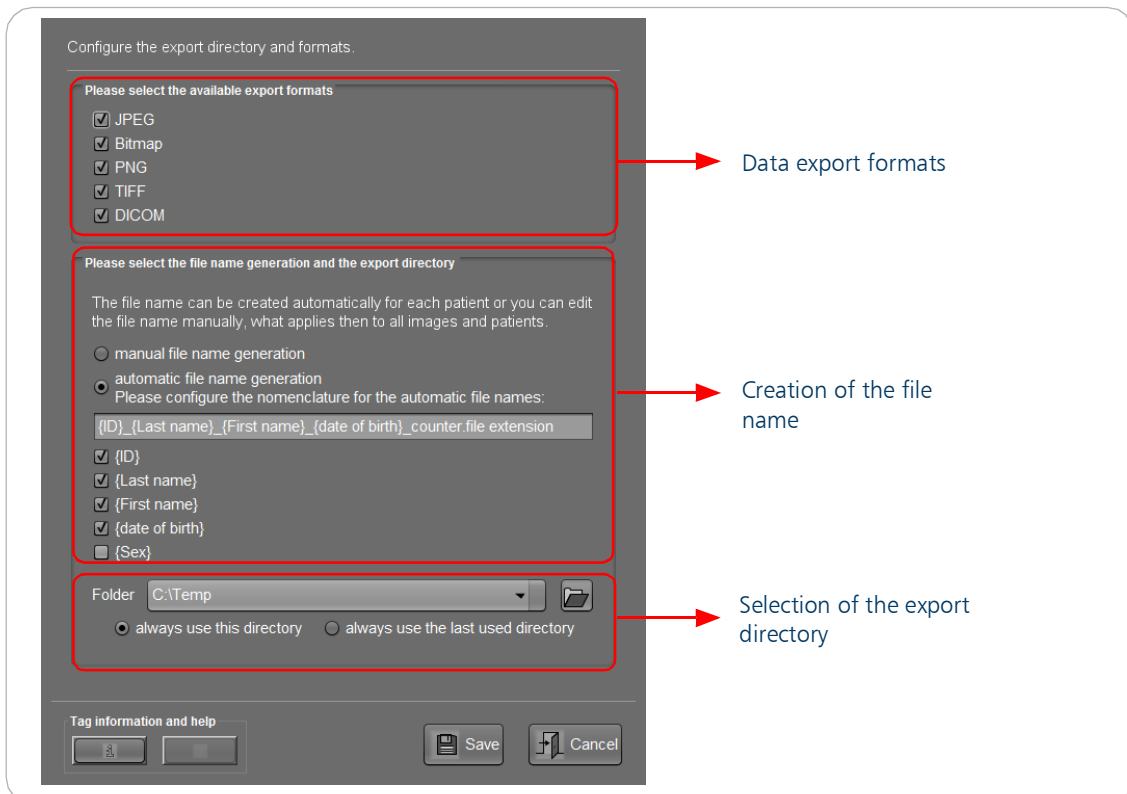 Configure the export directory and formats.
Please select the available export formats
JPEG
Bitmap
PNG
TIFF
DICOM
Data export formats
Please select the file name generation and the export directory
The file name can be created automatically for each patient or you can edit
the file name manually, what applies then to all images and patients.
manual file name generation
automatic file name generation
Please configure the nomenclature for the automatic file names:
{ID}_{Last name}_{First name}_{date of birth}_counter.file extension
{ID}
{Last name}
{First name}
{date of birth}
{Sex}
Creation of the file
name
Folder C:\Temp
always use this directory always use the last used directory
Selection of the export
directory
Tag information and help
Save Cancel